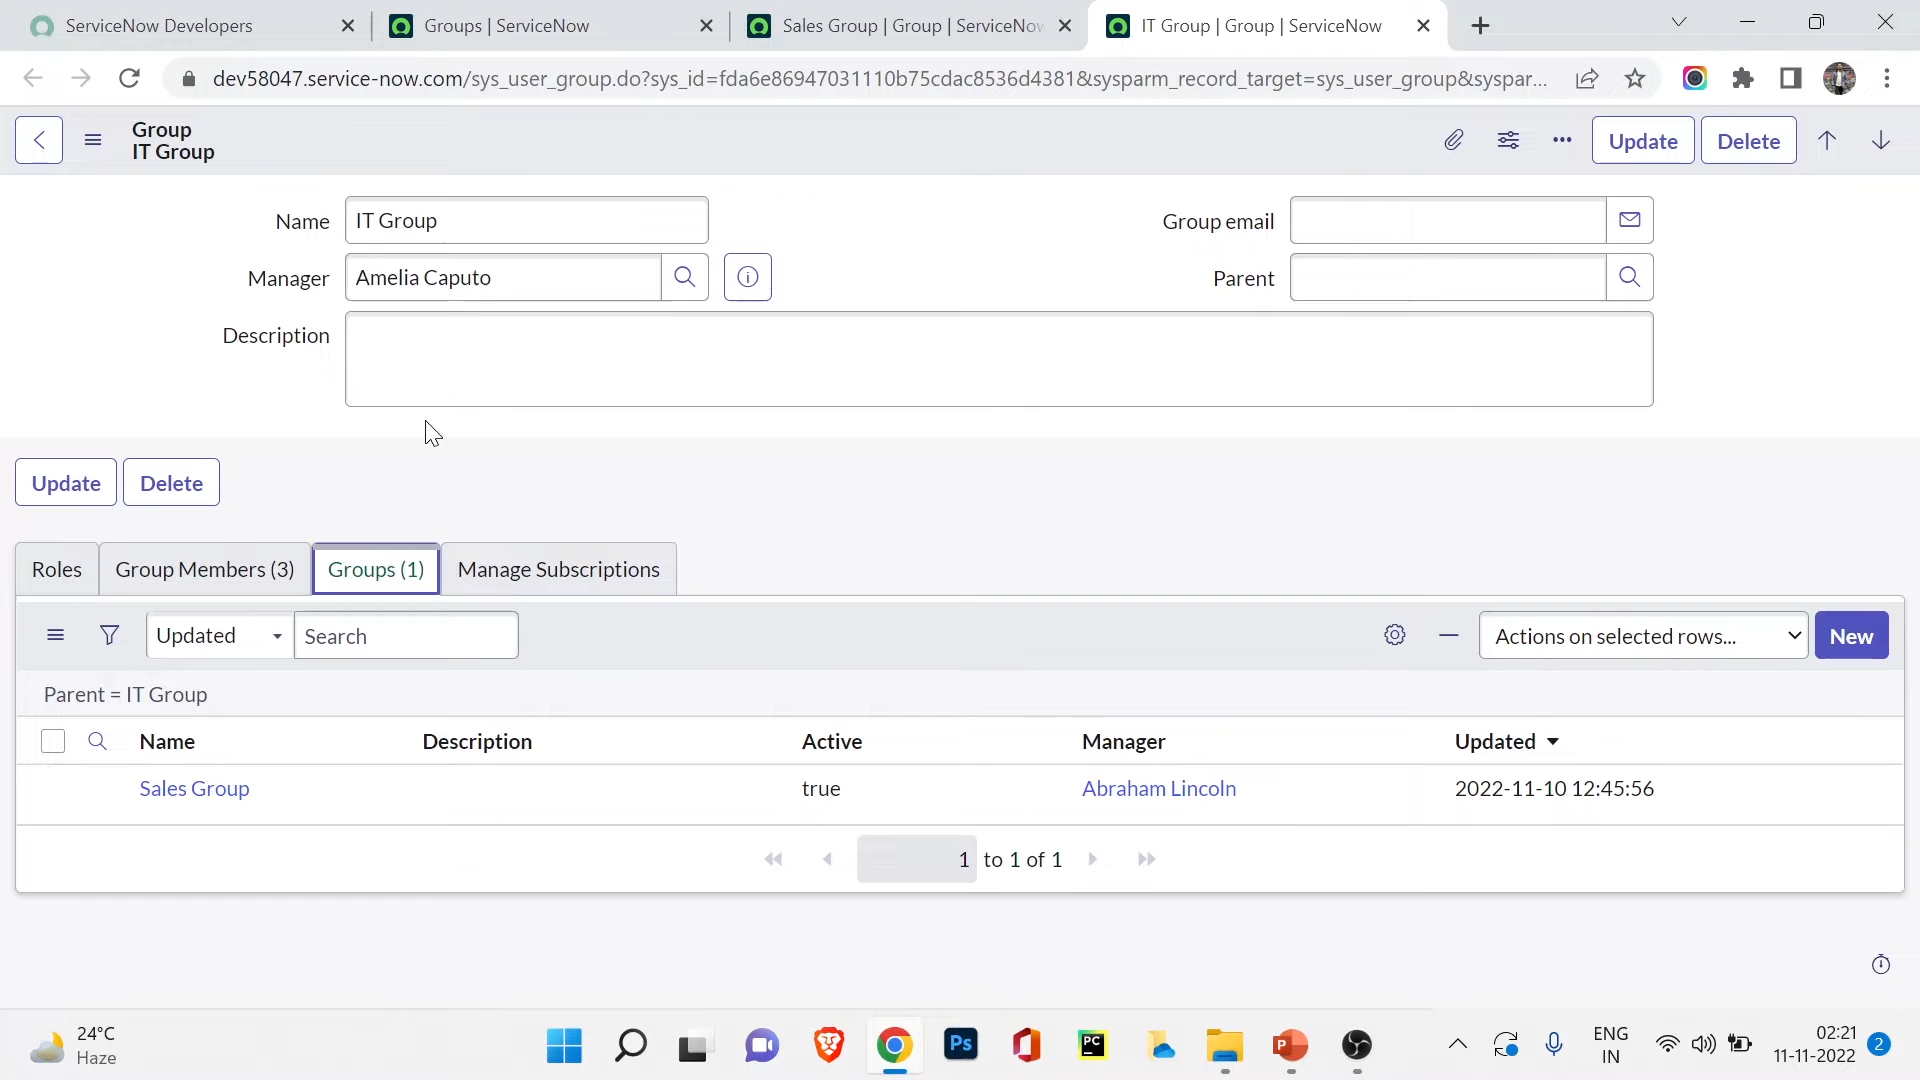 ServiceNow Developers
Groups | ServiceNow
Sales Group | Group | ServiceNow
IT Group | Group | ServiceNow
dev58047.service-now.com/sys_user_group.do?sys_id=fda6e86947031110b75cdac8536d4381&sysparm_record_target=sys_user_group&syspar...
Group
IT Group
Update
Delete
Name
IT Group
Group email
Manager
Amelia Caputo
Parent
Description
Update
Delete
Roles
Group Members (3)
Groups (1)
Manage Subscriptions
Updated
Search
Actions on selected rows...
New
Parent = IT Group
Name
Description
Active
Manager
Updated
Sales Group
true
Abraham Lincoln
2022-11-10 12:45:56
1 to 1 of 1
24°C
Haze
Ps
PC
P
ENG
IN
02:21
11-11-2022
2